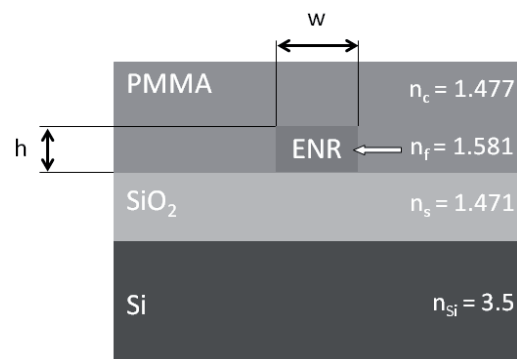 w
PMMA
n_c = 1.477
h
ENR
n_f = 1.581
SiO₂
n_s = 1.471
Si
n_Si = 3.5